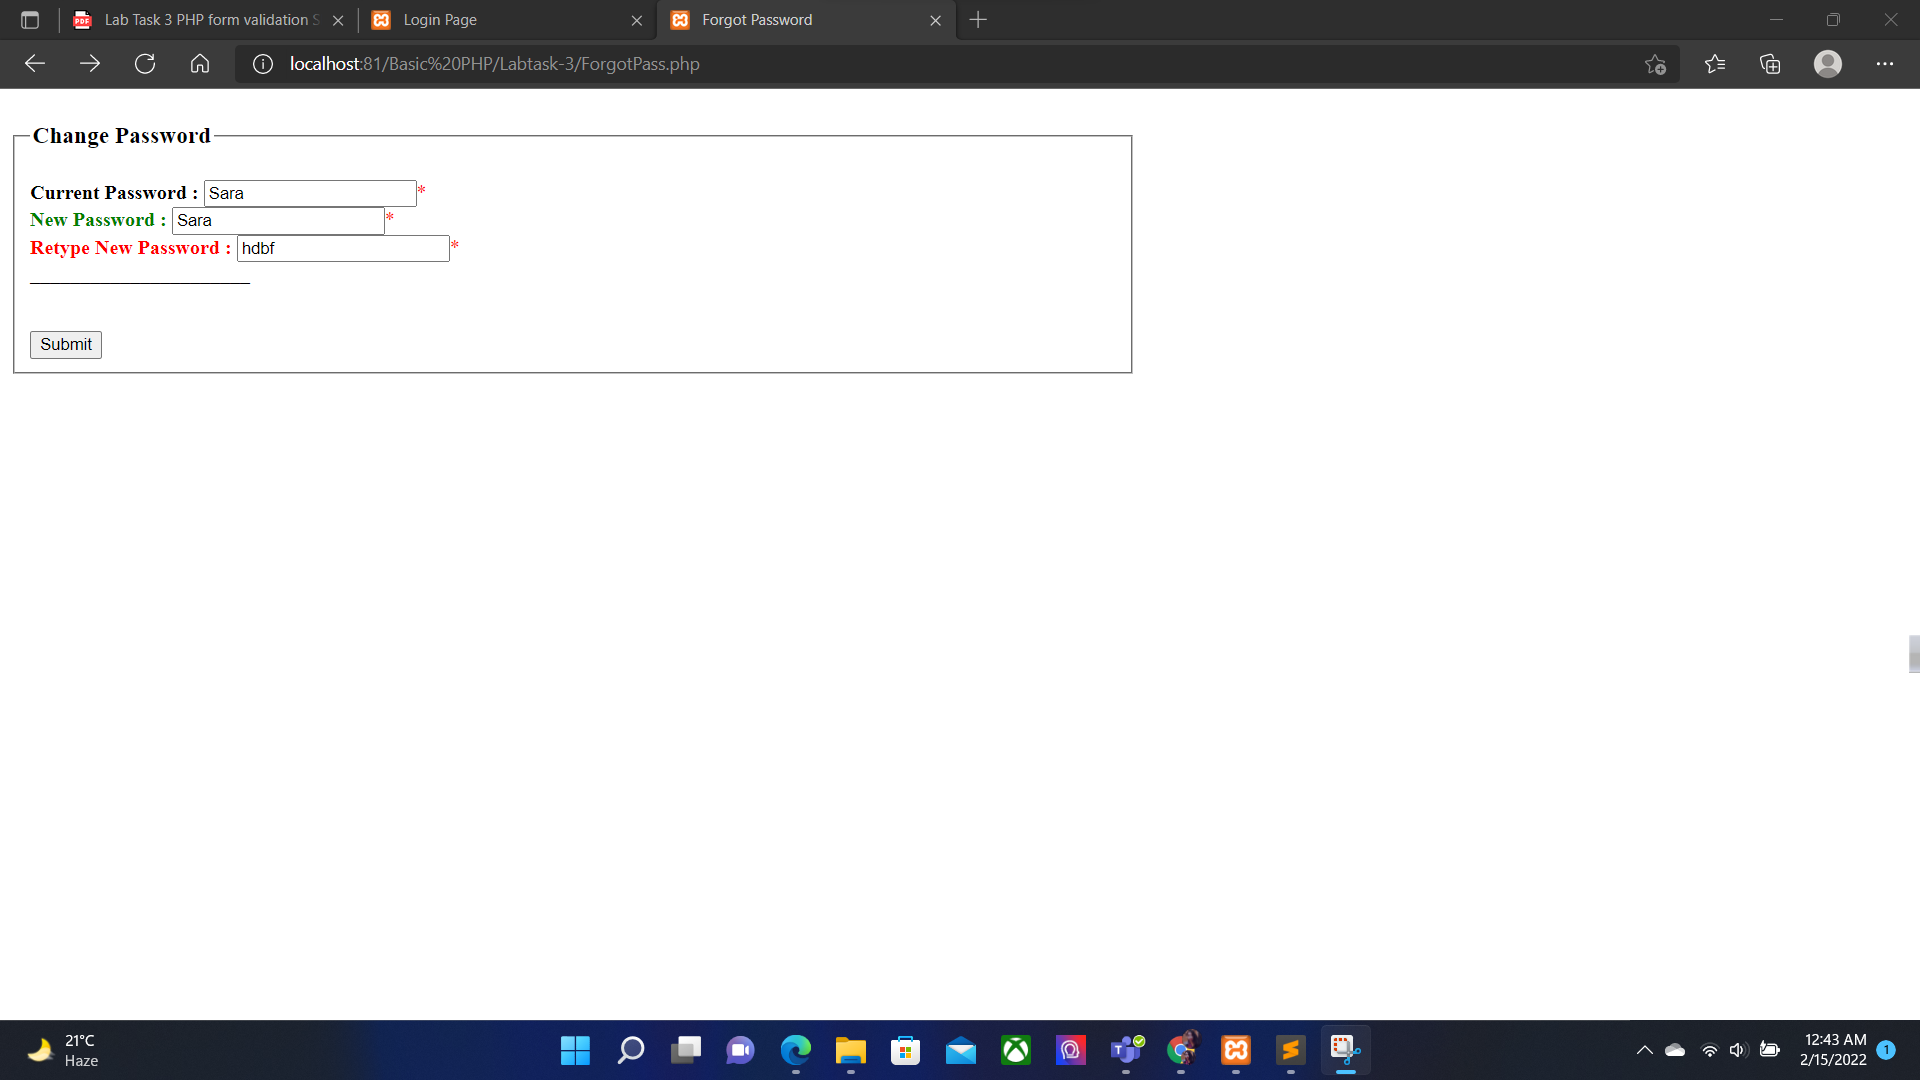 Lab Task 3 PHP form validation S
Login Page
Forgot Password
localhost:81/Basic%20PHP/Labtask-3/ForgotPass.php
Change Password
Current Password : Sara*
New Password : Sara*
Retype New Password : hdbf*
Submit
21°C
Haze
12:43 AM
2/15/2022
1